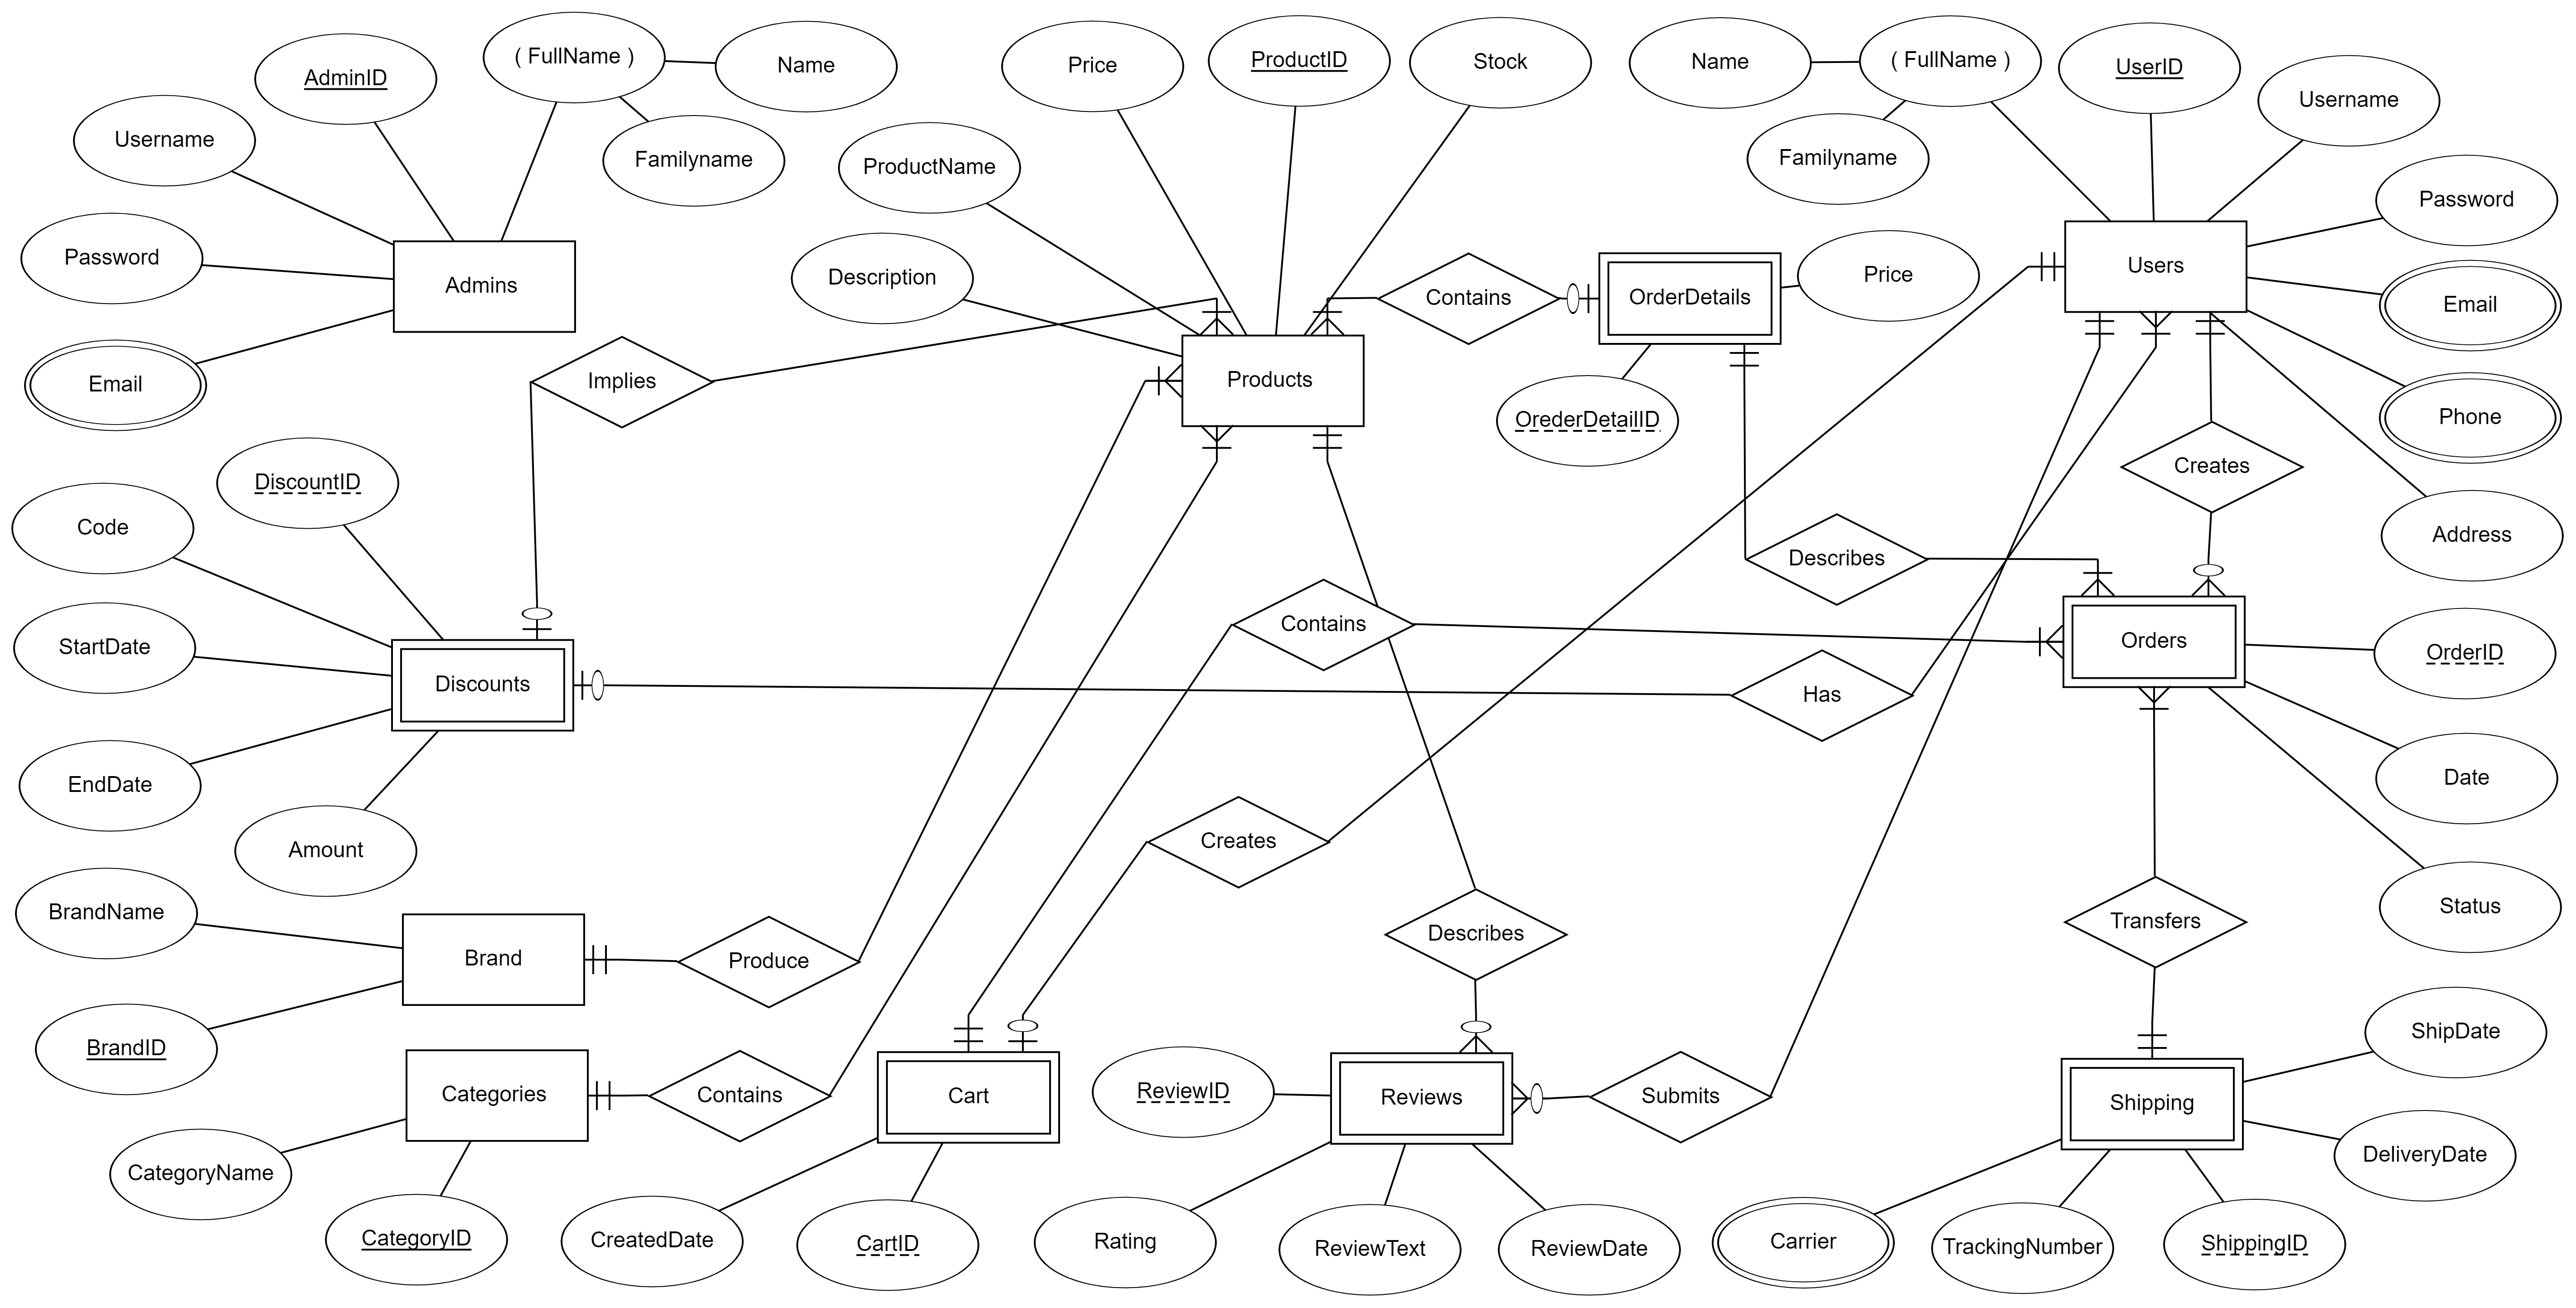 AdminID
( FullName )
Name
Username
Familyname
Password
Admins
Email
Price
ProductID
Stock
ProductName
Description
Products
Name
( FullName )
UserID
Username
Familyname
Password
Users
Email
Phone
Address
Contains
OrderDetails
Price
OrederDetailID
Implies
Creates
Describes
DiscountID
Code
StartDate
Discounts
EndDate
Amount
Contains
Has
Orders
OrderID
Date
Status
Creates
BrandName
Brand
Produce
BrandID
Describes
Transfers
Categories
Contains
CategoryName
CategoryID
Cart
CreatedDate
CartID
ReviewID
Reviews
Submits
Rating
ReviewText
ReviewDate
ShipDate
Shipping
DeliveryDate
Carrier
TrackingNumber
ShippingID